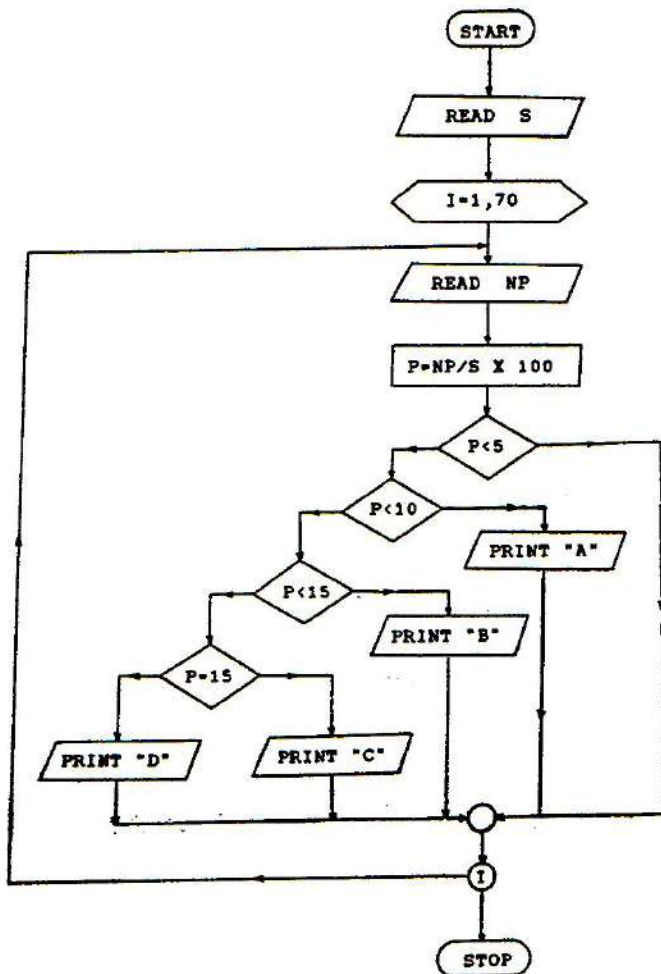 START
READ S
I=1,70
READ NP
P=NP/S X 100
P<5
P<10
PRINT "A"
P<15
PRINT "B"
P=15
PRINT "D"
PRINT "C"
I
STOP